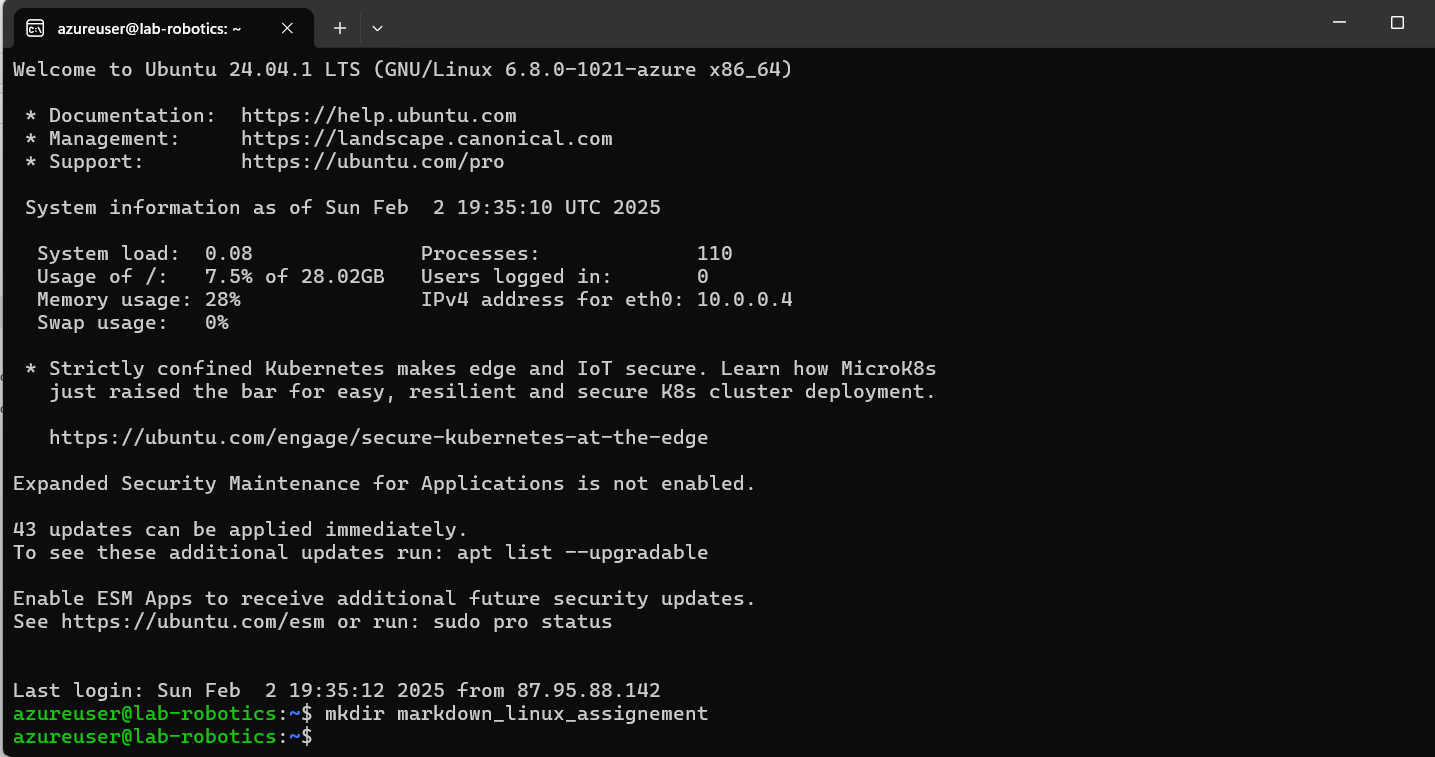 azureuser@lab-robotics: ~
Welcome to Ubuntu 24.04.1 LTS (GNU/Linux 6.8.0-1021-azure x86_64)
* Documentation:  https://help.ubuntu.com
* Management:     https://landscape.canonical.com
* Support:        https://ubuntu.com/pro
System information as of Sun Feb  2 19:35:10 UTC 2025
System load:  0.08              Processes:             110
Usage of /:   7.5% of 28.02GB   Users logged in:       0
Memory usage: 28%               IPv4 address for eth0: 10.0.0.4
Swap usage:   0%
* Strictly confined Kubernetes makes edge and IoT secure. Learn how MicroK8s
just raised the bar for easy, resilient and secure K8s cluster deployment.
https://ubuntu.com/engage/secure-kubernetes-at-the-edge
Expanded Security Maintenance for Applications is not enabled.
43 updates can be applied immediately.
To see these additional updates run: apt list --upgradable
Enable ESM Apps to receive additional future security updates.
See https://ubuntu.com/esm or run: sudo pro status
Last login: Sun Feb  2 19:35:12 2025 from 87.95.88.142
azureuser@lab-robotics:~$ mkdir markdown_linux_assignement
azureuser@lab-robotics:~$